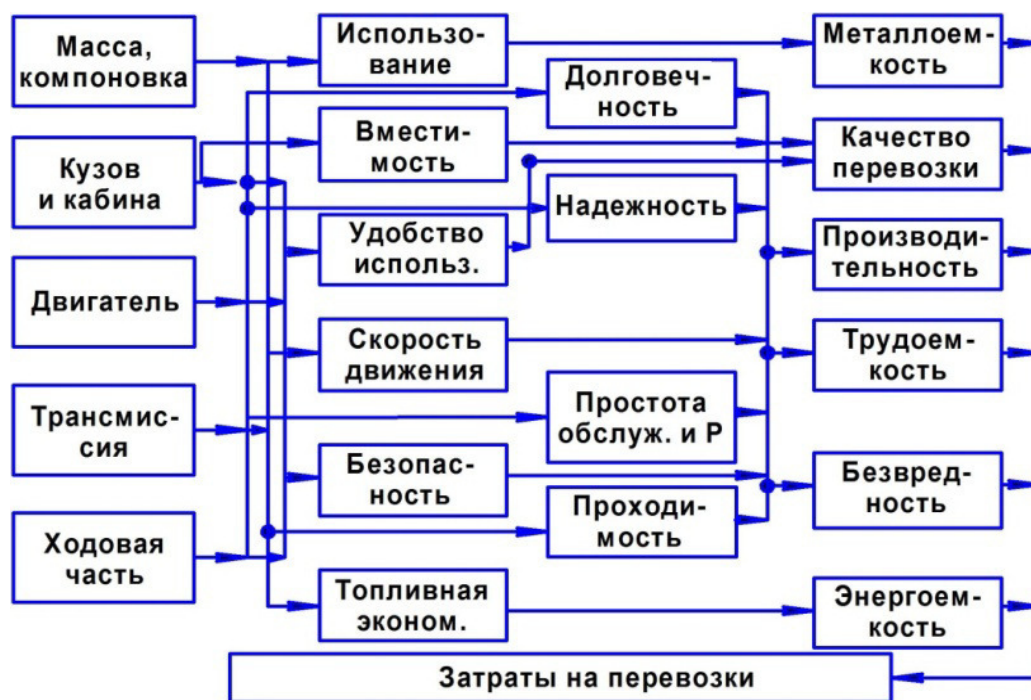 Масса,
компоновка
Кузов
и кабина
Двигатель
Трансмис-
сия
Ходовая
часть
Использо-
вание
Вмести-
мость
Удобство
использ.
Скорость
движения
Безопас-
ность
Топливная
эконом.
Долговеч-
ность
Надежность
Простота
обслуж. и Р
Проходи-
мость
Металлоем-
кость
Качество
перевозки
Производи-
тельность
Трудоем-
кость
Безвред-
ность
Энергоем-
кость
Затраты на перевозки